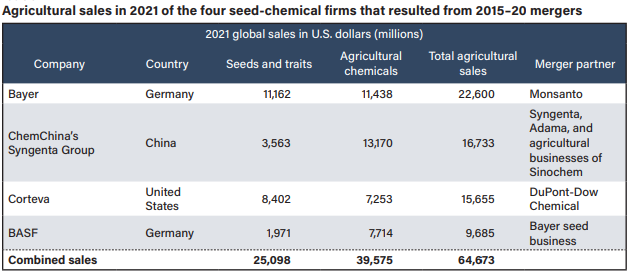 Agricultural sales in 2021 of the four seed-chemical firms that resulted from 2015–20 mergers
2021 global sales in U.S. dollars (millions)
Company Country Seeds and traits Agricultural chemicals Total agricultural sales Merger partner
Bayer Germany 11,162 11,438 22,600 Monsanto
ChemChina's Syngenta Group China 3,563 13,170 16,733 Syngenta, Adama, and agricultural businesses of Sinochem
Corteva United States 8,402 7,253 15,655 DuPont-Dow Chemical
BASF Germany 1,971 7,714 9,685 Bayer seed business
Combined sales 25,098 39,575 64,673